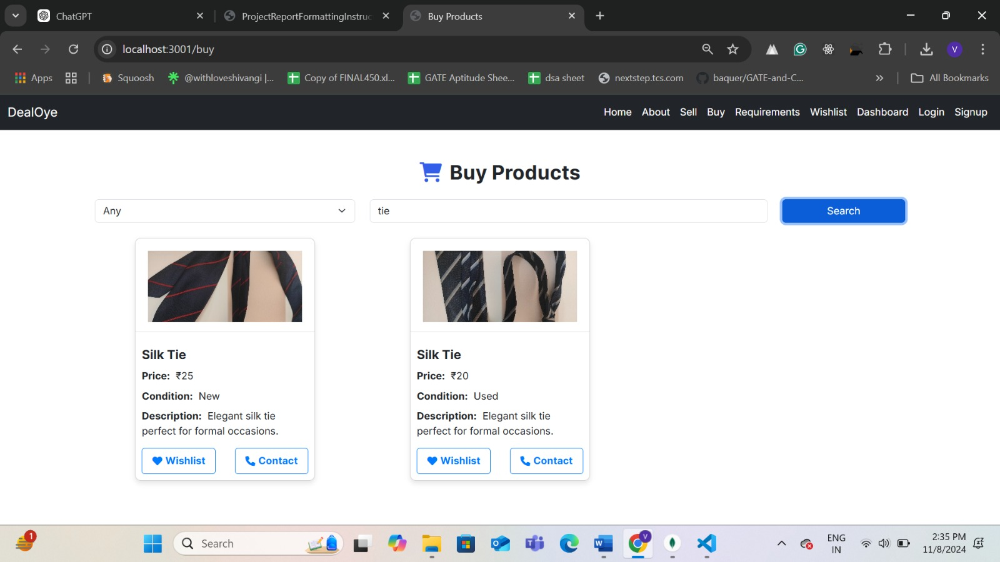 ChatGPT
ProjectReportFormattingInstruc
Buy Products
localhost:3001/buy
V
Apps
Squoosh
@withloveshivangi |...
Copy of FINAL450.xl...
GATE Aptitude Shee...
dsa sheet
nextstep.tcs.com
baquer/GATE-and-C...
»
All Bookmarks
DealOye
Home About Sell Buy Requirements Wishlist Dashboard Login Signup
Buy Products
Any
tie
Search
Silk Tie
Price: ₹25
Condition: New
Description: Elegant silk tie
perfect for formal occasions.
Wishlist
Contact
Silk Tie
Price: ₹20
Condition: Used
Description: Elegant silk tie
perfect for formal occasions.
Wishlist
Contact
1
Search
V
ENG
IN
2:35 PM
11/8/2024